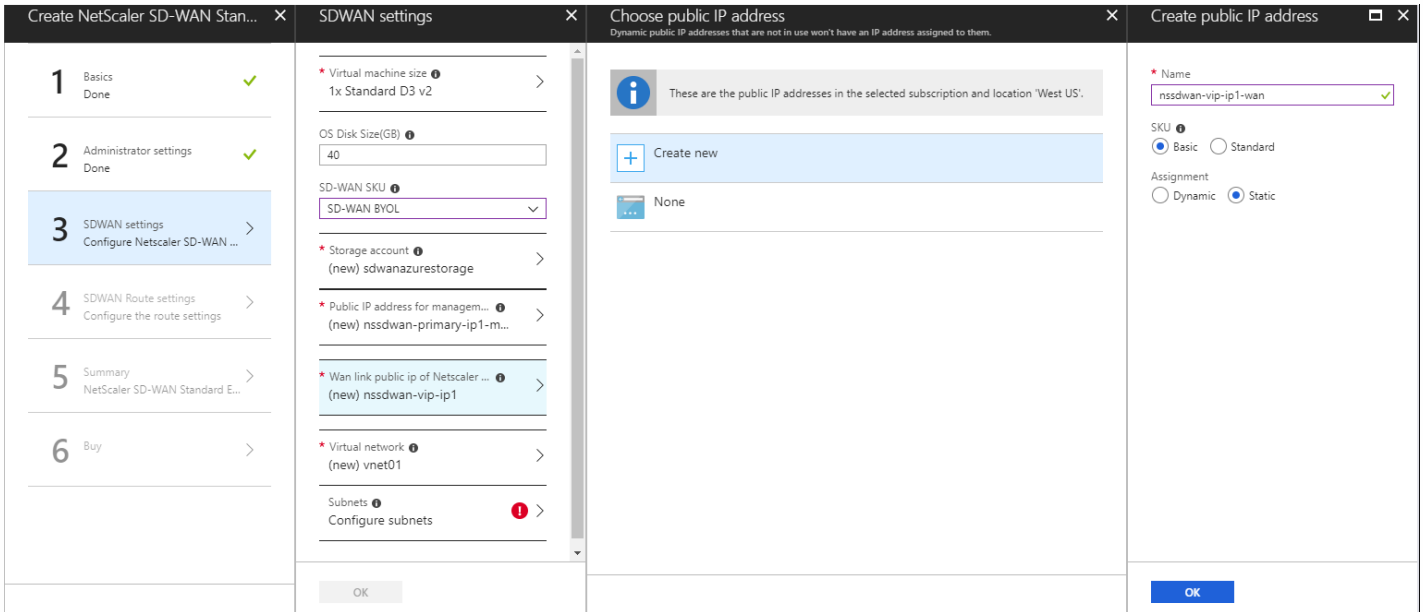 Create NetScaler SD-WAN Stan...
1
Basics
Done
2
Administrator settings
Done
3
SDWAN settings
Configure Netscaler SD-WAN ...
4
SDWAN Route settings
Configure the route settings
5
Summary
NetScaler SD-WAN Standard E...
6
Buy
SDWAN settings
* Virtual machine size
1x Standard D3 v2
OS Disk Size(GB)
40
SD-WAN SKU
SD-WAN BYOL
* Storage account
(new) sdwanazurestorage
* Public IP address for managem...
(new) nssdwan-primary-ip1-m...
* Wan link public ip of Netscaler ...
(new) nssdwan-vip-ip1
* Virtual network
(new) vnet01
Subnets
Configure subnets
OK
Choose public IP address
Dynamic public IP addresses that are not in use won't have an IP address assigned to them.
These are the public IP addresses in the selected subscription and location 'West US'.
Create new
None
Create public IP address
* Name
nssdwan-vip-ip1-wan
SKU
Basic Standard
Assignment
Dynamic Static
OK